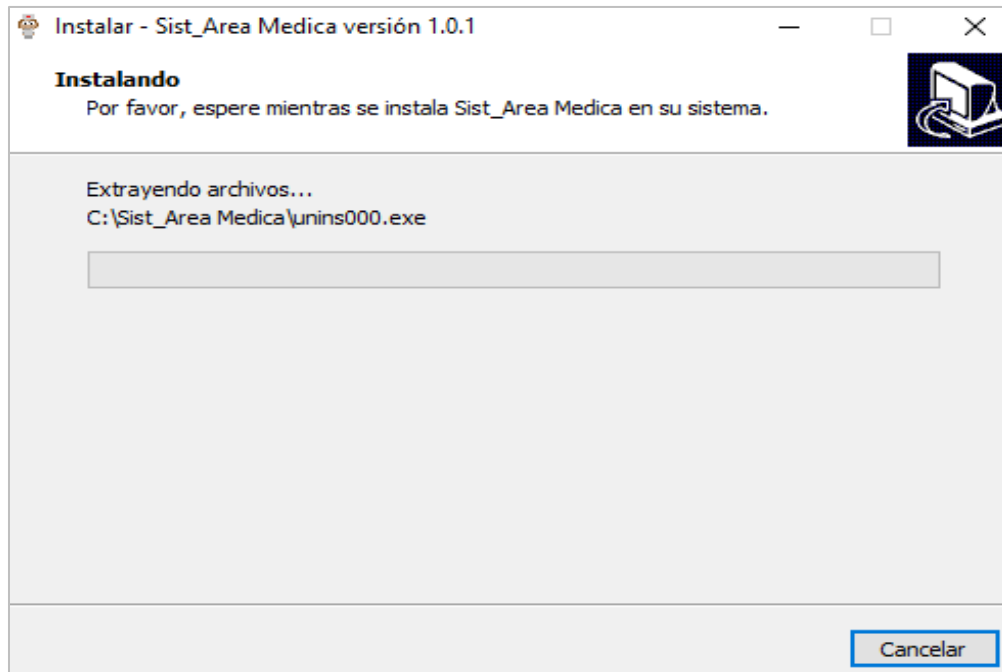 Instalar - Sist_Area Medica versión 1.0.1
Instalando
Por favor, espere mientras se instala Sist_Area Medica en su sistema.
Extrayendo archivos...
C:\Sist_Area Medica\unins000.exe
Cancelar